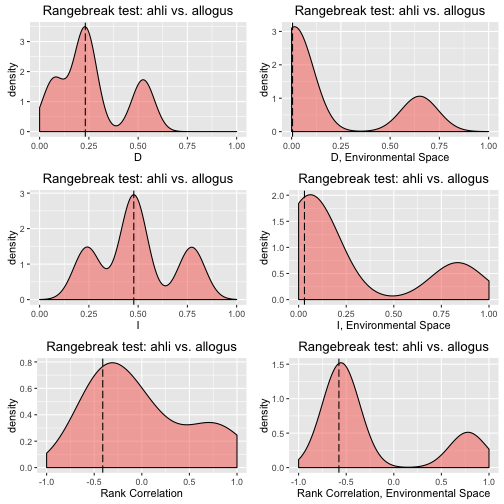 Rangebreak test: ahli vs. allogus
density
3
2
1
0
0.00 0.25 0.50 0.75 1.00
D
Rangebreak test: ahli vs. allogus
density
3
2
1
0
0.00 0.25 0.50 0.75 1.00
D, Environmental Space
Rangebreak test: ahli vs. allogus
density
3
2
1
0
0.00 0.25 0.50 0.75 1.00
I
Rangebreak test: ahli vs. allogus
density
2.0
1.5
1.0
0.5
0.0
0.00 0.25 0.50 0.75 1.00
I, Environmental Space
Rangebreak test: ahli vs. allogus
density
0.8
0.6
0.4
0.2
0.0
-1.0 -0.5 0.0 0.5 1.0
Rank Correlation
Rangebreak test: ahli vs. allogus
density
1.5
1.0
0.5
0.0
-1.0 -0.5 0.0 0.5 1.0
Rank Correlation, Environmental Space